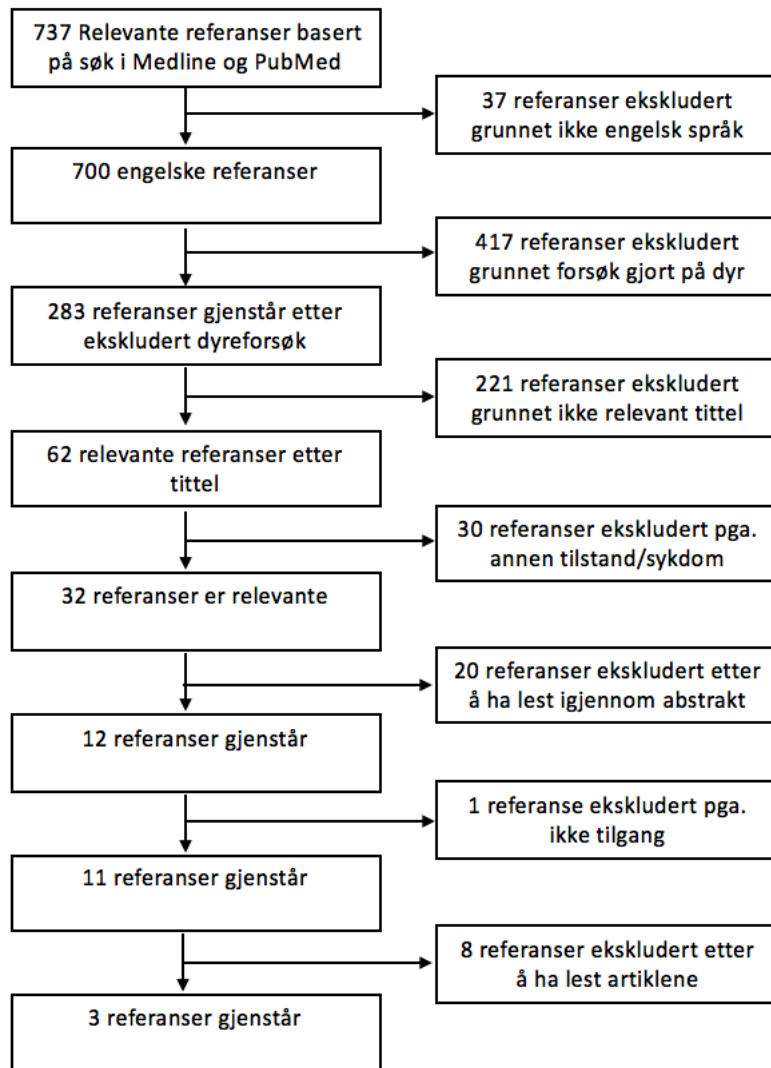 737 Relevante referanser basert
på søk i Medline og PubMed
37 referanser ekskludert
grunnet ikke engelsk språk
700 engelske referanser
417 referanser ekskludert
grunnet forsøk gjort på dyr
283 referanser gjenstår etter
ekskludert dyreforsøk
221 referanser ekskludert
grunnet ikke relevant tittel
62 relevante referanser etter
tittel
30 referanser ekskludert pga.
annen tilstand/sykdom
32 referanser er relevante
20 referanser ekskludert etter
å ha lest igjennom abstrakt
12 referanser gjenstår
1 referanse ekskludert pga.
ikke tilgang
11 referanser gjenstår
8 referanser ekskludert etter
å ha lest artiklene
3 referanser gjenstår